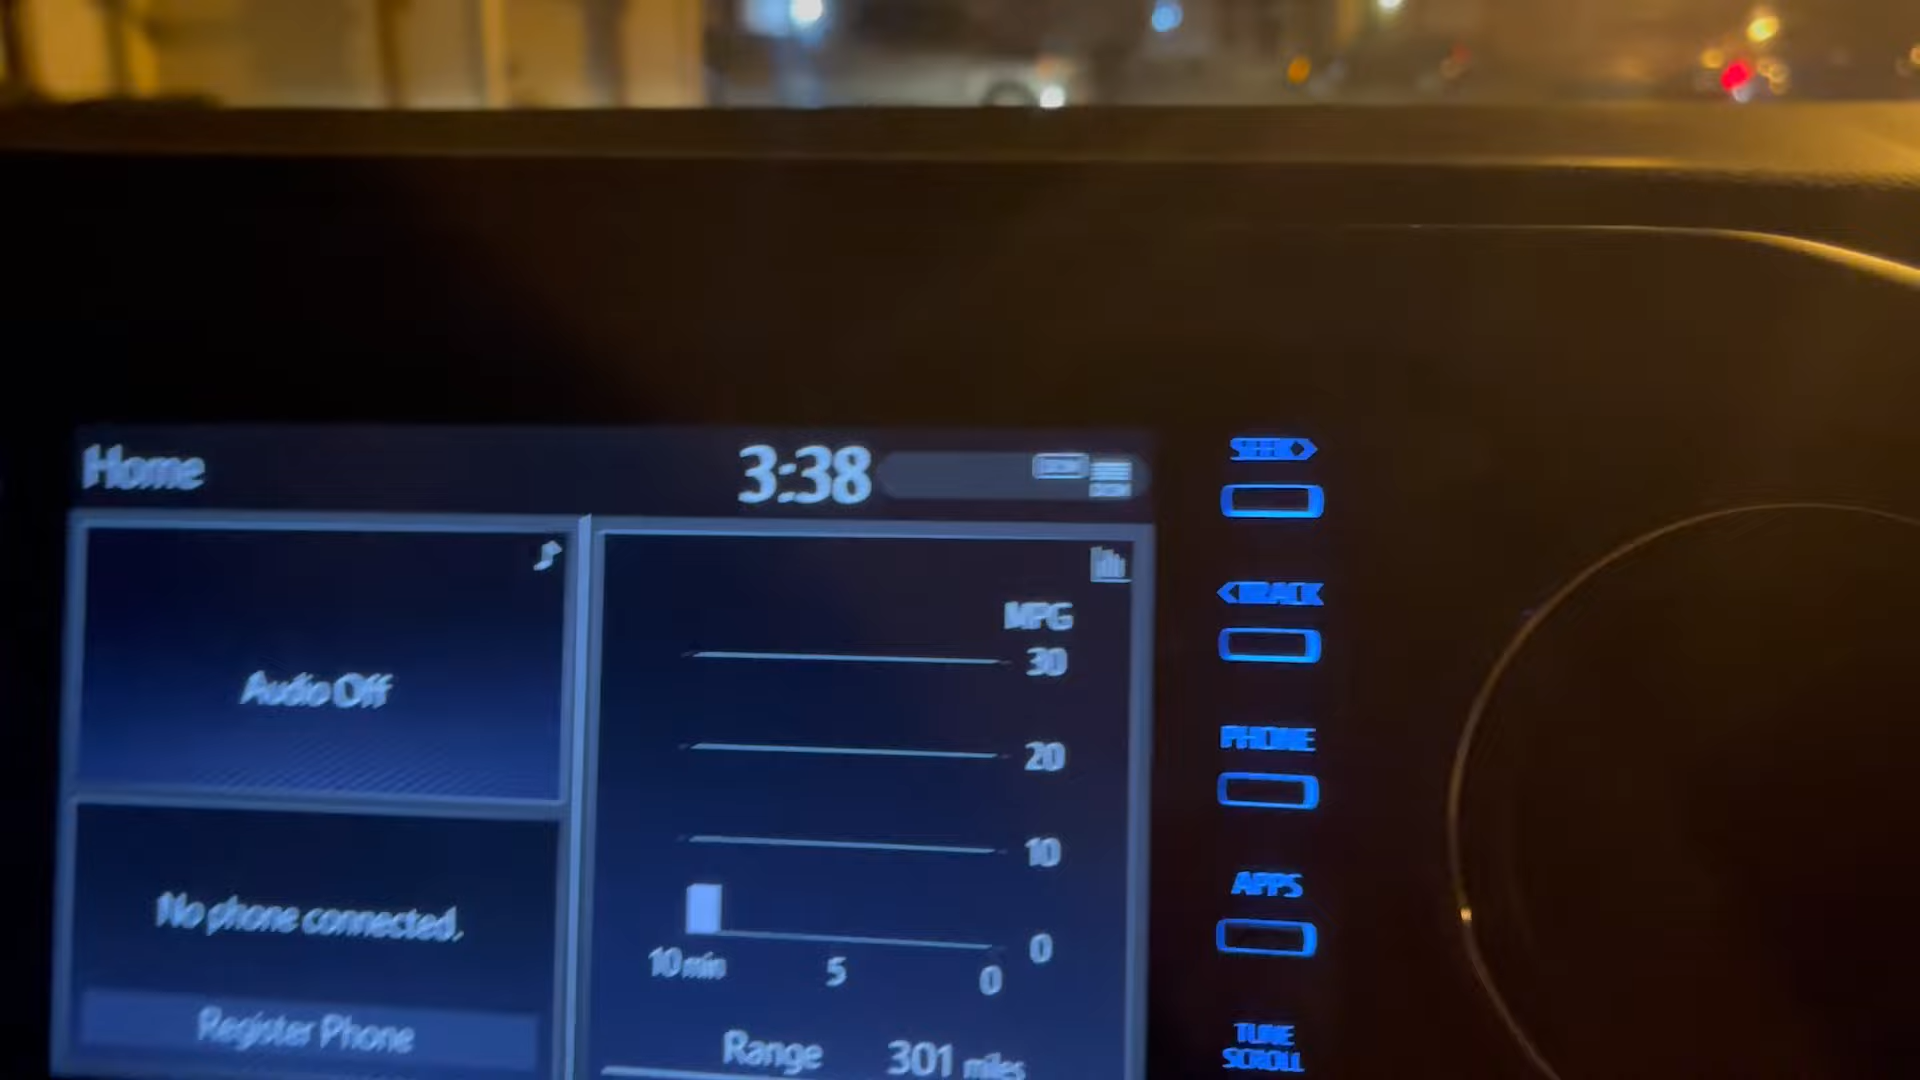 Home
3:38
MPG
30
Audio Off
20
10
0
10 min 5 0
No phone connected.
Register Phone
Range 301 miles
SEEK
TRACK
PHONE
APPS
TUNE
SCROLL